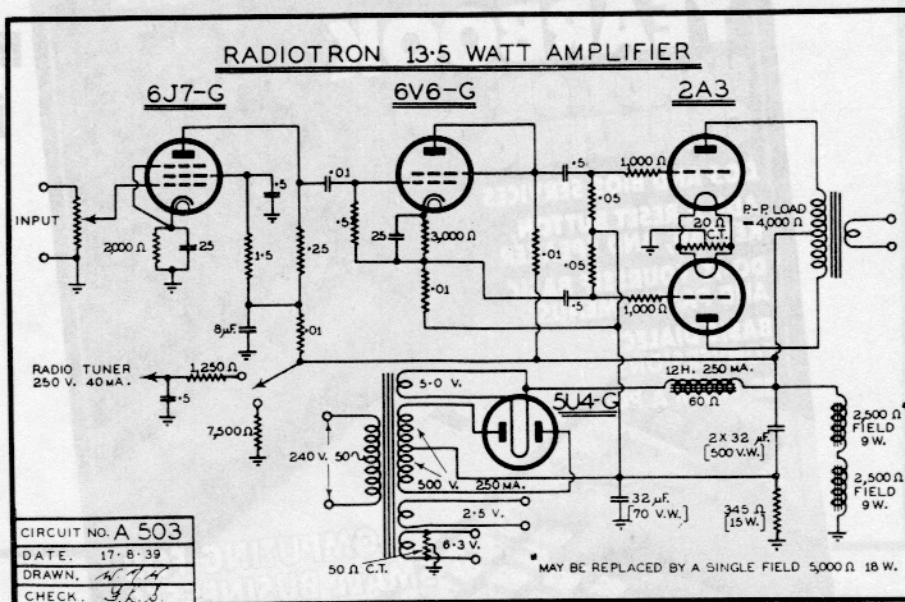 RADIOTRON 13·5 WATT AMPLIFIER
6J7-G
6V6-G
2A3
INPUT
2,000 Ω
·25
·5
1·5
·25
8µF.
·01
·01
·5
25
3,000 Ω
·01
·5
·05
·01
·05
·5
1,000 Ω
1,000 Ω
20 Ω
C.T.
P.-P. LOAD
4,000 Ω
RADIO TUNER
250 V. 40 MA.
1,250 Ω
·5
7,500 Ω
240 V. 50~
5·0 V.
5U4-G
500 V. 250 MA.
2·5 V.
6·3 V.
50 Ω C.T.
12H. 250 MA.
60 Ω
2 X 32 µF.
[500 V.W.]
32 µF.
[70 V.W.]
345 Ω
[15W.]
2,500 Ω*
FIELD
9 W.
2,500 Ω
FIELD
9 W.
* MAY BE REPLACED BY A SINGLE FIELD 5,000 Ω 18 W.
CIRCUIT NO. A 503
DATE. 17·8·39
DRAWN.
CHECK.